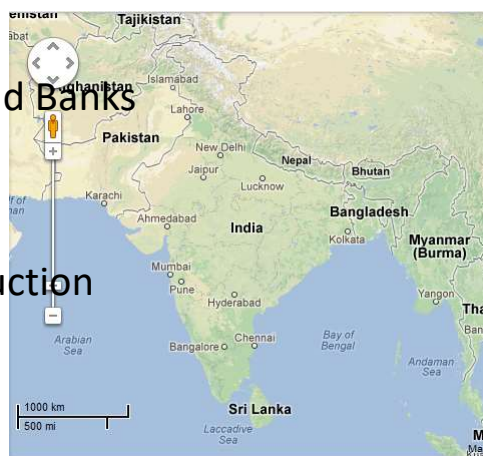 Tajikistan
Islamabad
d Banks
Lahore
Pakistan
New Delhi
Nepal
Bhutan
Jaipur
Lucknow
Karachi
Bangladesh
Ahmedabad
India
Kolkata
Myanmar
(Burma)
Mumbai
Pune
uction
Hyderabad
Yangon
Arabian
Sea
Bangalore
Chennai
Bay of
Bengal
Andaman
Sea
1000 km
500 mi
Sri Lanka
Laccadive
Sea